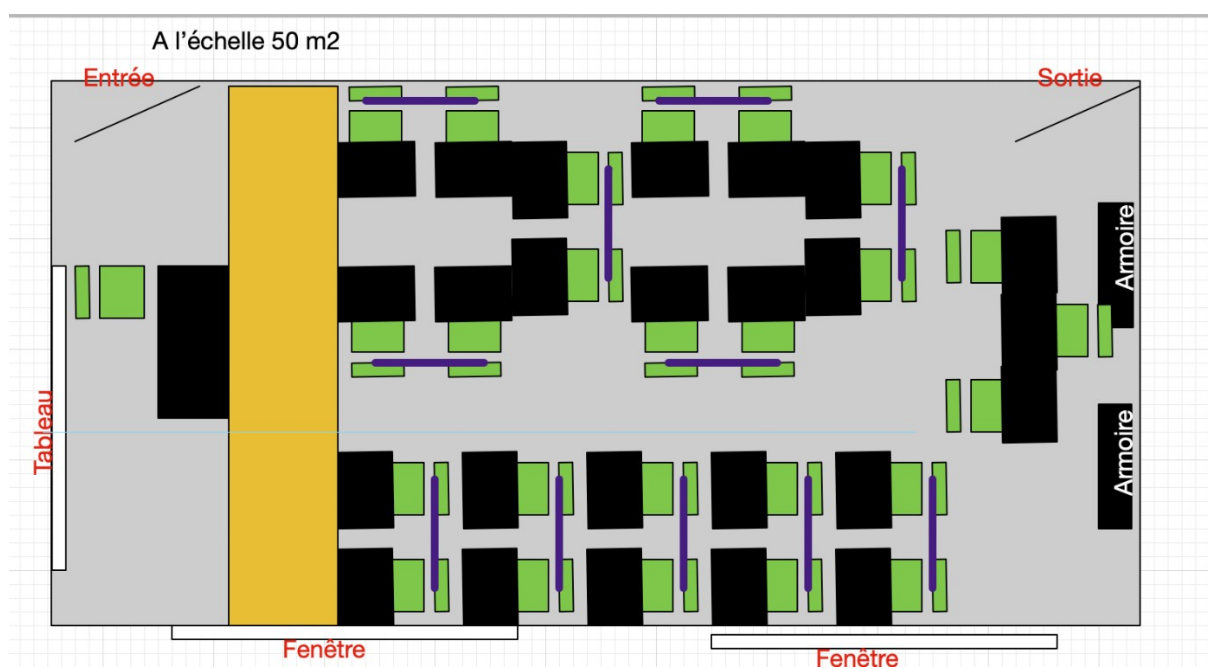 A l’échelle 50 m2
Entrée
Sortie
Armoire
Tableau
Armoire
Fenêtre
Fenêtre